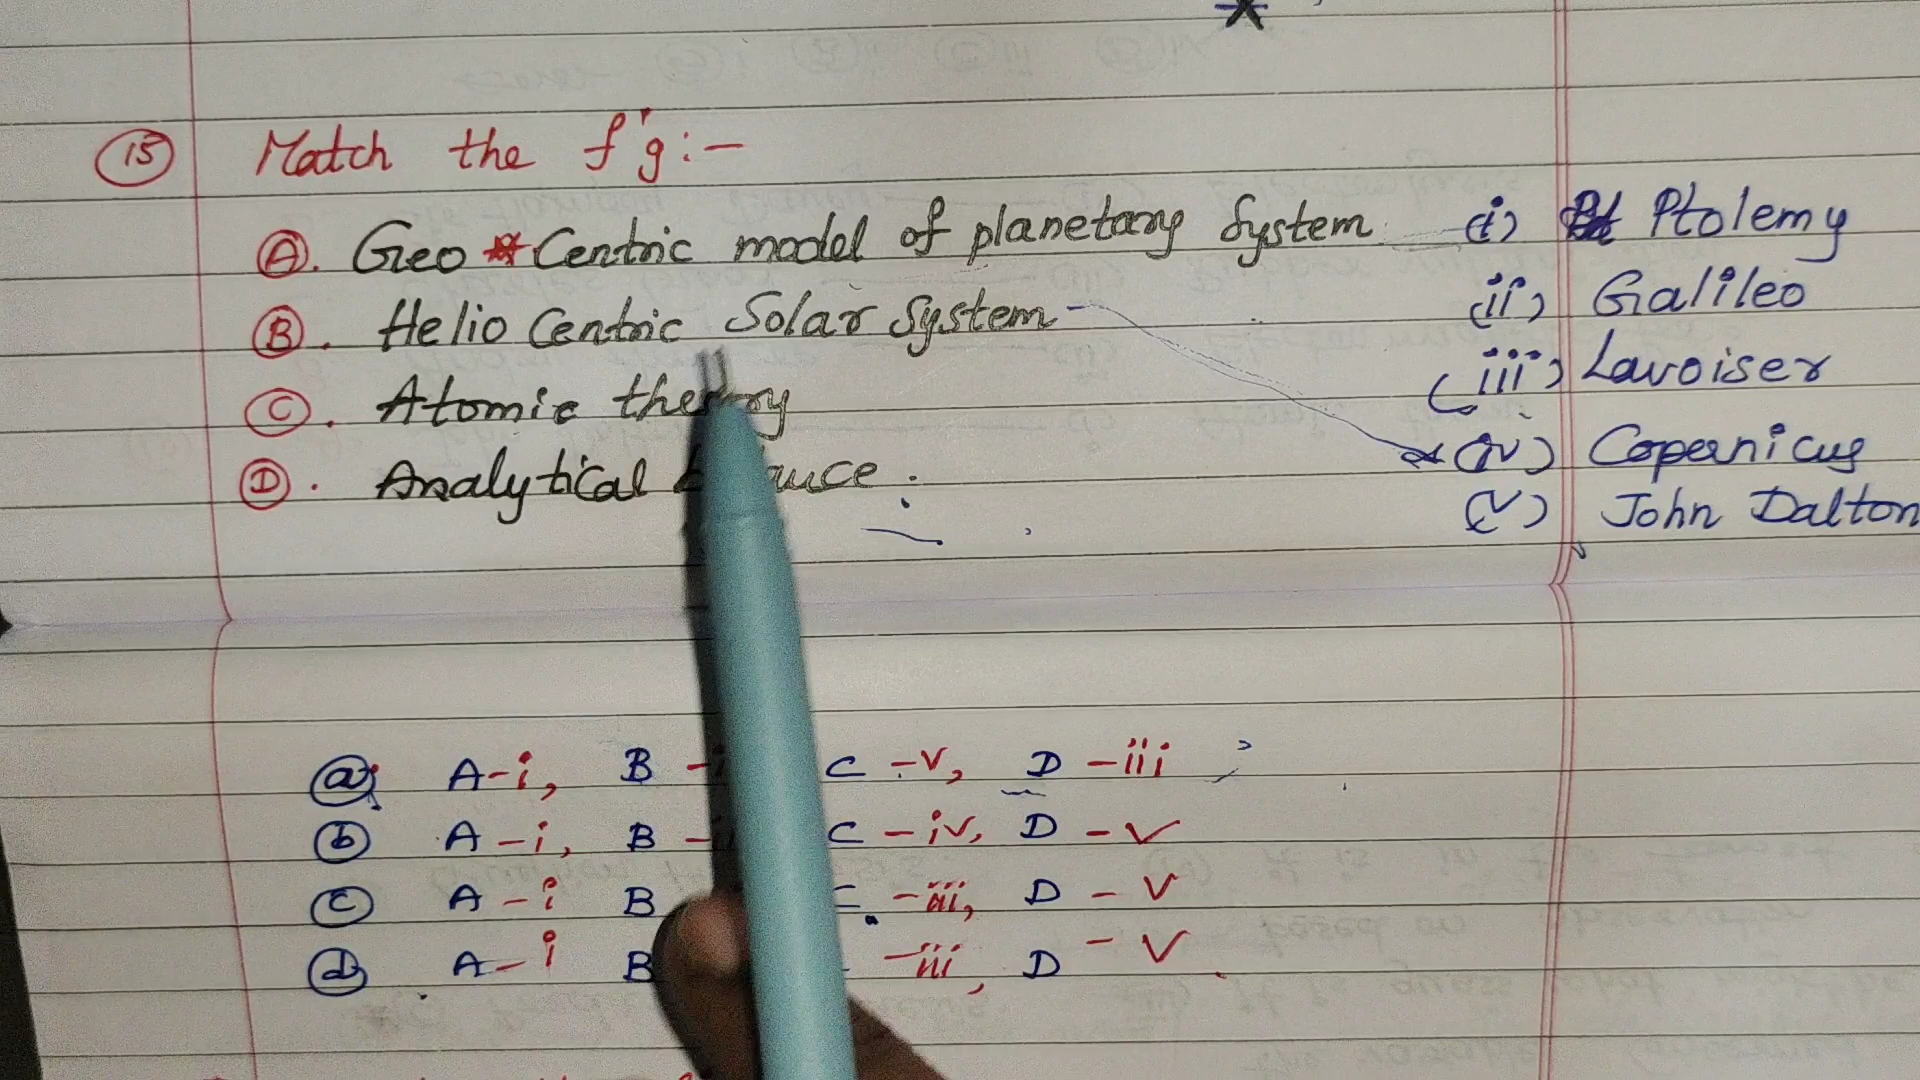 15 Match the f'g:-
A. Geo Centric model of planetary System (i) Ptolemy
B. Helio Centric Solar System (ii) Galileo
(iii) Lavoiser
C. Atomic theory
(iv) Copernicus
D. Analytical
(v) John Dalton
a) A-i, B - C -v, D -iii
b) A -i, B - C -iv, D -v
c) A -i B C -iii, D - v
d) A- i B -iii, D - v